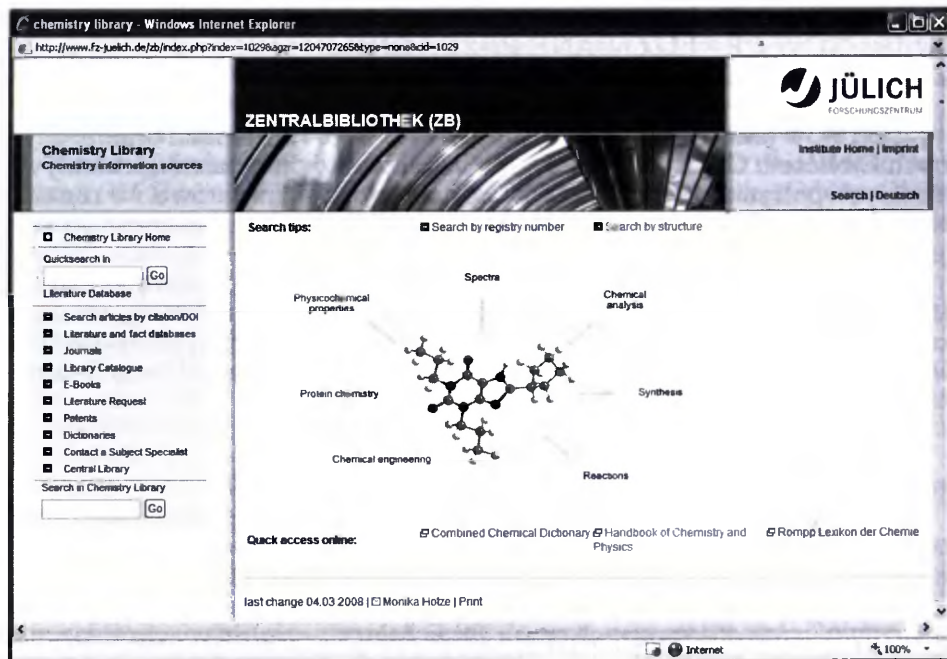 chemistry library - Windows Internet Explorer
http://www.fz-juelich.de/zb/index.php?index=1029&agzr=1204707265&type=none&cid=1029
JÜLICH
FORSCHUNGSZENTRUM
ZENTRALBIBLIOTHEK (ZB)
Chemistry Library
Chemistry information sources
Institute Home | Imprint
Search | Deutsch
Chemistry Library Home
Quicksearch in
Go
Literature Database
Search articles by citation/DOI
Literature and fact databases
Journals
Library Catalogue
E-Books
Literature Request
Patents
Dictionaries
Contact a Subject Specialist
Central Library
Search in Chemistry Library
Go
Search tips:
Search by registry number
Search by structure
Spectra
Physicochemical
properties
Chemical
analysis
Protein chemistry
Synthesis
Chemical engineering
Reactions
Quick access online:
Combined Chemical Dictionary
Handbook of Chemistry and
Physics
Rompp Lexikon der Chemie
last change 04.03.2008 | Monika Hotze | Print
Internet
100%